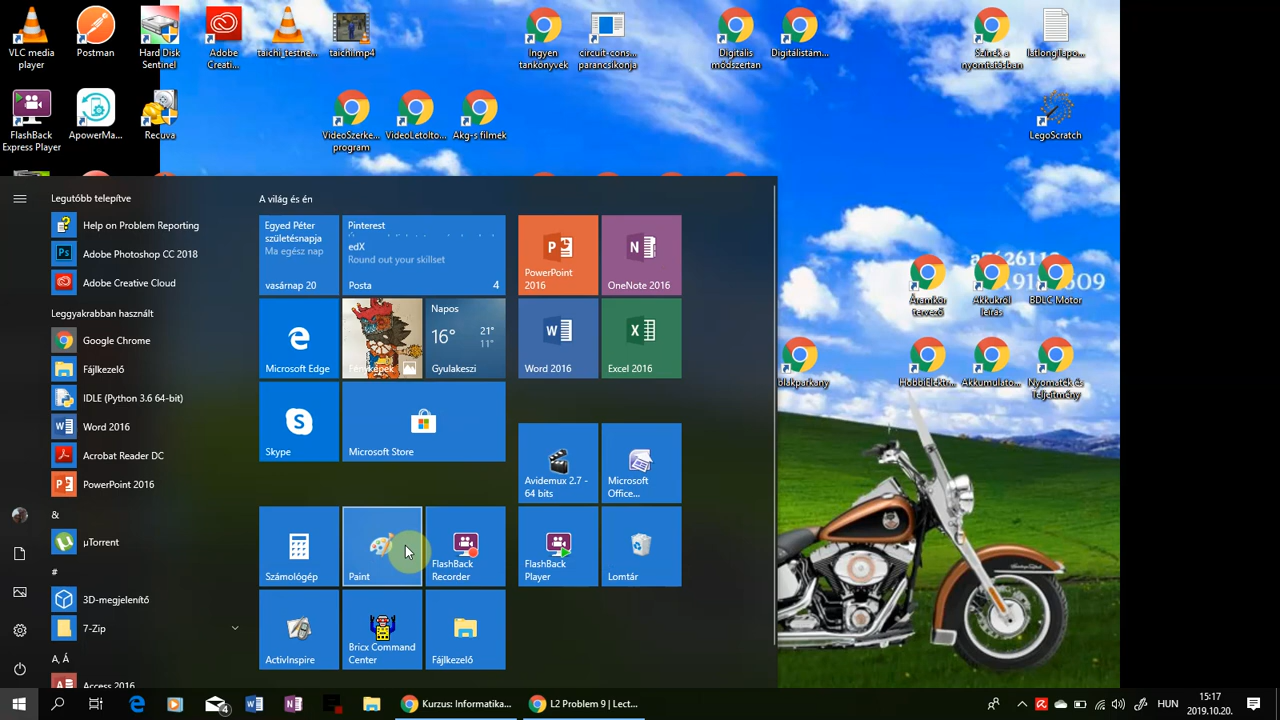 VLC media
player
Postman
Hard Disk
Sentinel
Adobe
Creati...
taichi_testne...
taichi.mp4
Ingyen
tankönyvek
circuit-cons...
parancsikonja
Digitális
módszertan
Digitálistám...
Színek a
nyomtatásban
FlashBack
Express Player
ApowerMa...
Recuva
VideoSzerke...
program
VideoLetolto...
Akg-s filmek
LegoScratch
Legutóbb telepítve
Help on Problem Reporting
Adobe Photoshop CC 2018
Adobe Creative Cloud
Leggyakrabban használt
Google Chrome
Fájlkezelő
IDLE (Python 3.6 64-bit)
Word 2016
Acrobat Reader DC
PowerPoint 2016
&
µTorrent
#
3D-megjelenítő
7-Zip
A, Á
Access 2016
A világ és én
Egyed Péter
születésnapja
Ma egész nap
vasárnap 20
Pinterest
edX
Round out your skillset
Posta
4
PowerPoint
2016
OneNote 2016
Microsoft Edge
Fényképek
Napos
16°
21°
11°
Gyulakeszi
Word 2016
Excel 2016
Skype
Microsoft Store
Avidemux 2.7 -
64 bits
Microsoft
Office...
Számológép
Paint
FlashBack
Recorder
FlashBack
Player
Lomtár
ActivInspire
Bricx Command
Center
Fájlkezelő
Áramkör
tervező
Akkukról
leírás
BDLC Motor
HobbiElektr...
Akkumuláto...
Nyomaték és
Teljeítmény
4
Kurzus: Informatika...
L2 Problem 9 | Lect...
HUN
15:17
2019.10.20.